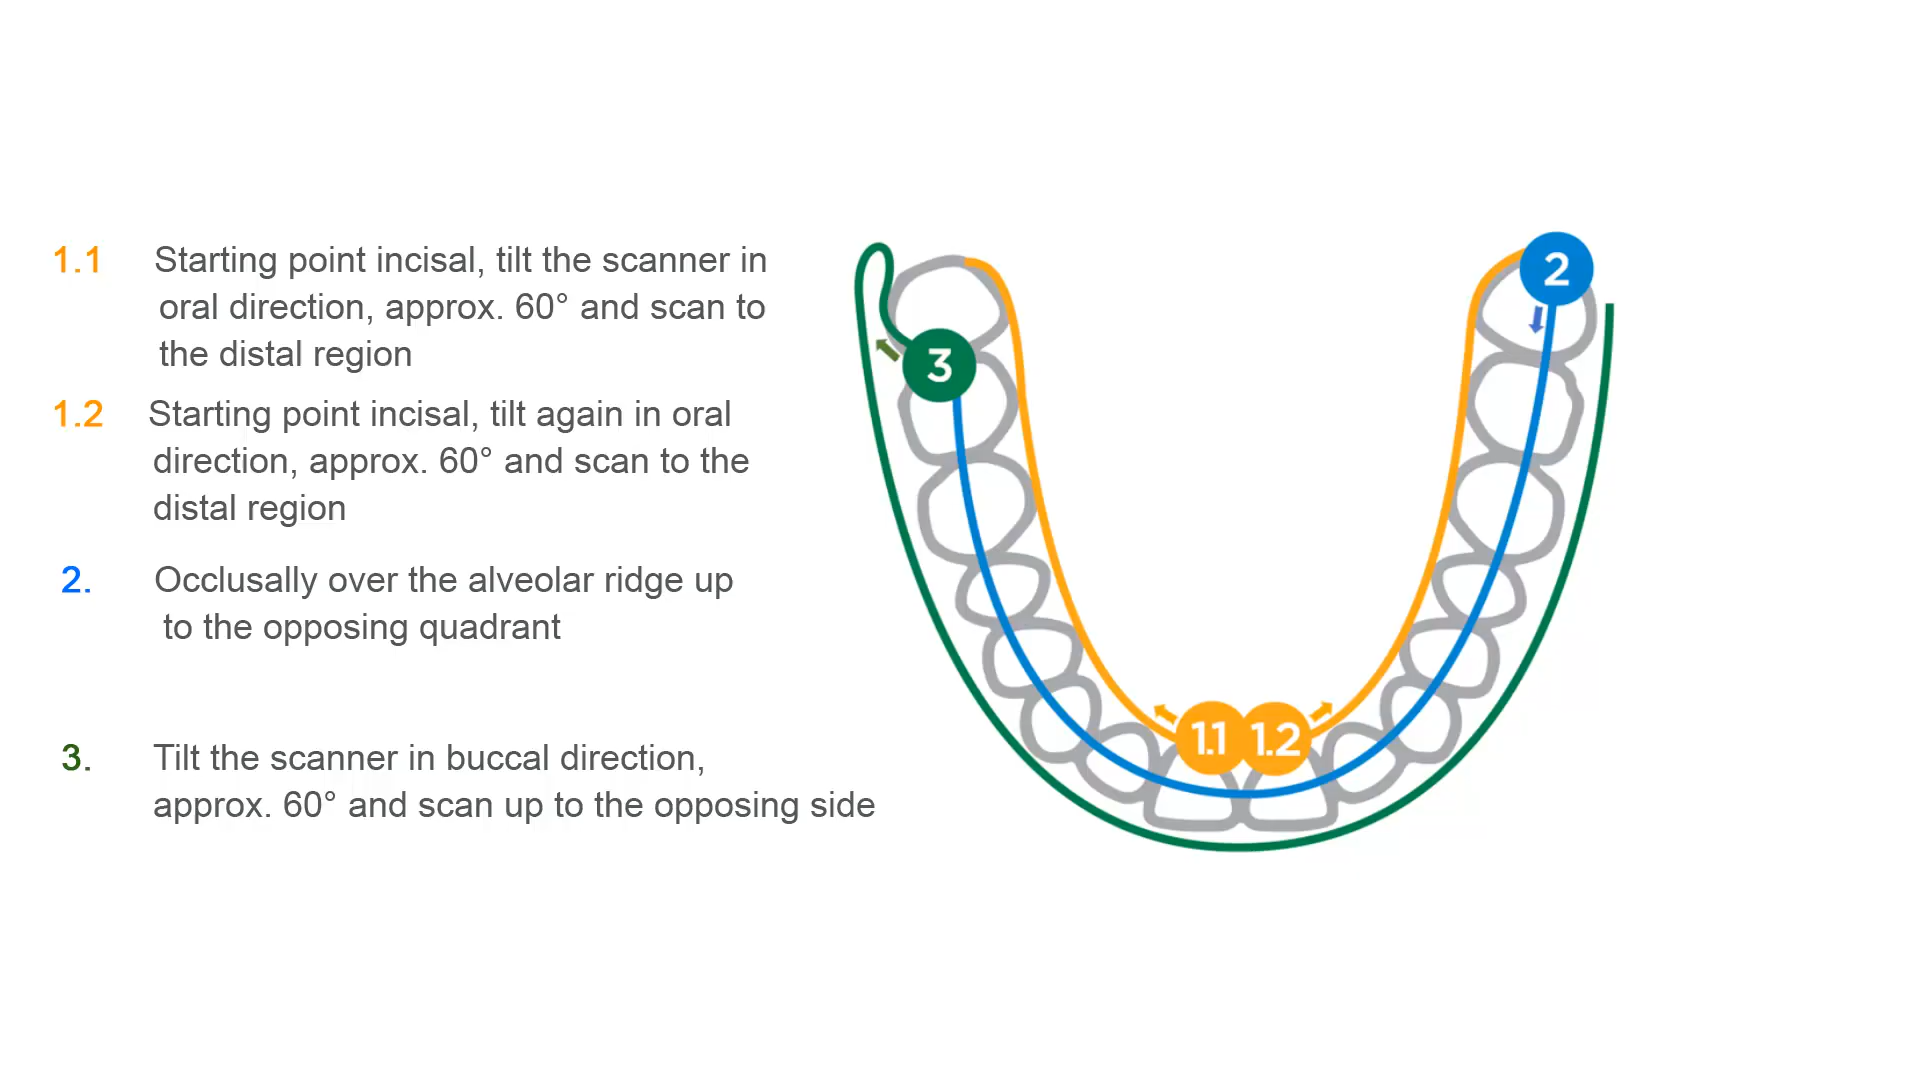 1.1 Starting point incisal, tilt the scanner in
oral direction, approx. 60° and scan to
the distal region
1.2 Starting point incisal, tilt again in oral
direction, approx. 60° and scan to the
distal region
2. Occlusally over the alveolar ridge up
to the opposing quadrant
3. Tilt the scanner in buccal direction,
approx. 60° and scan up to the opposing side
2
3
1.1 1.2